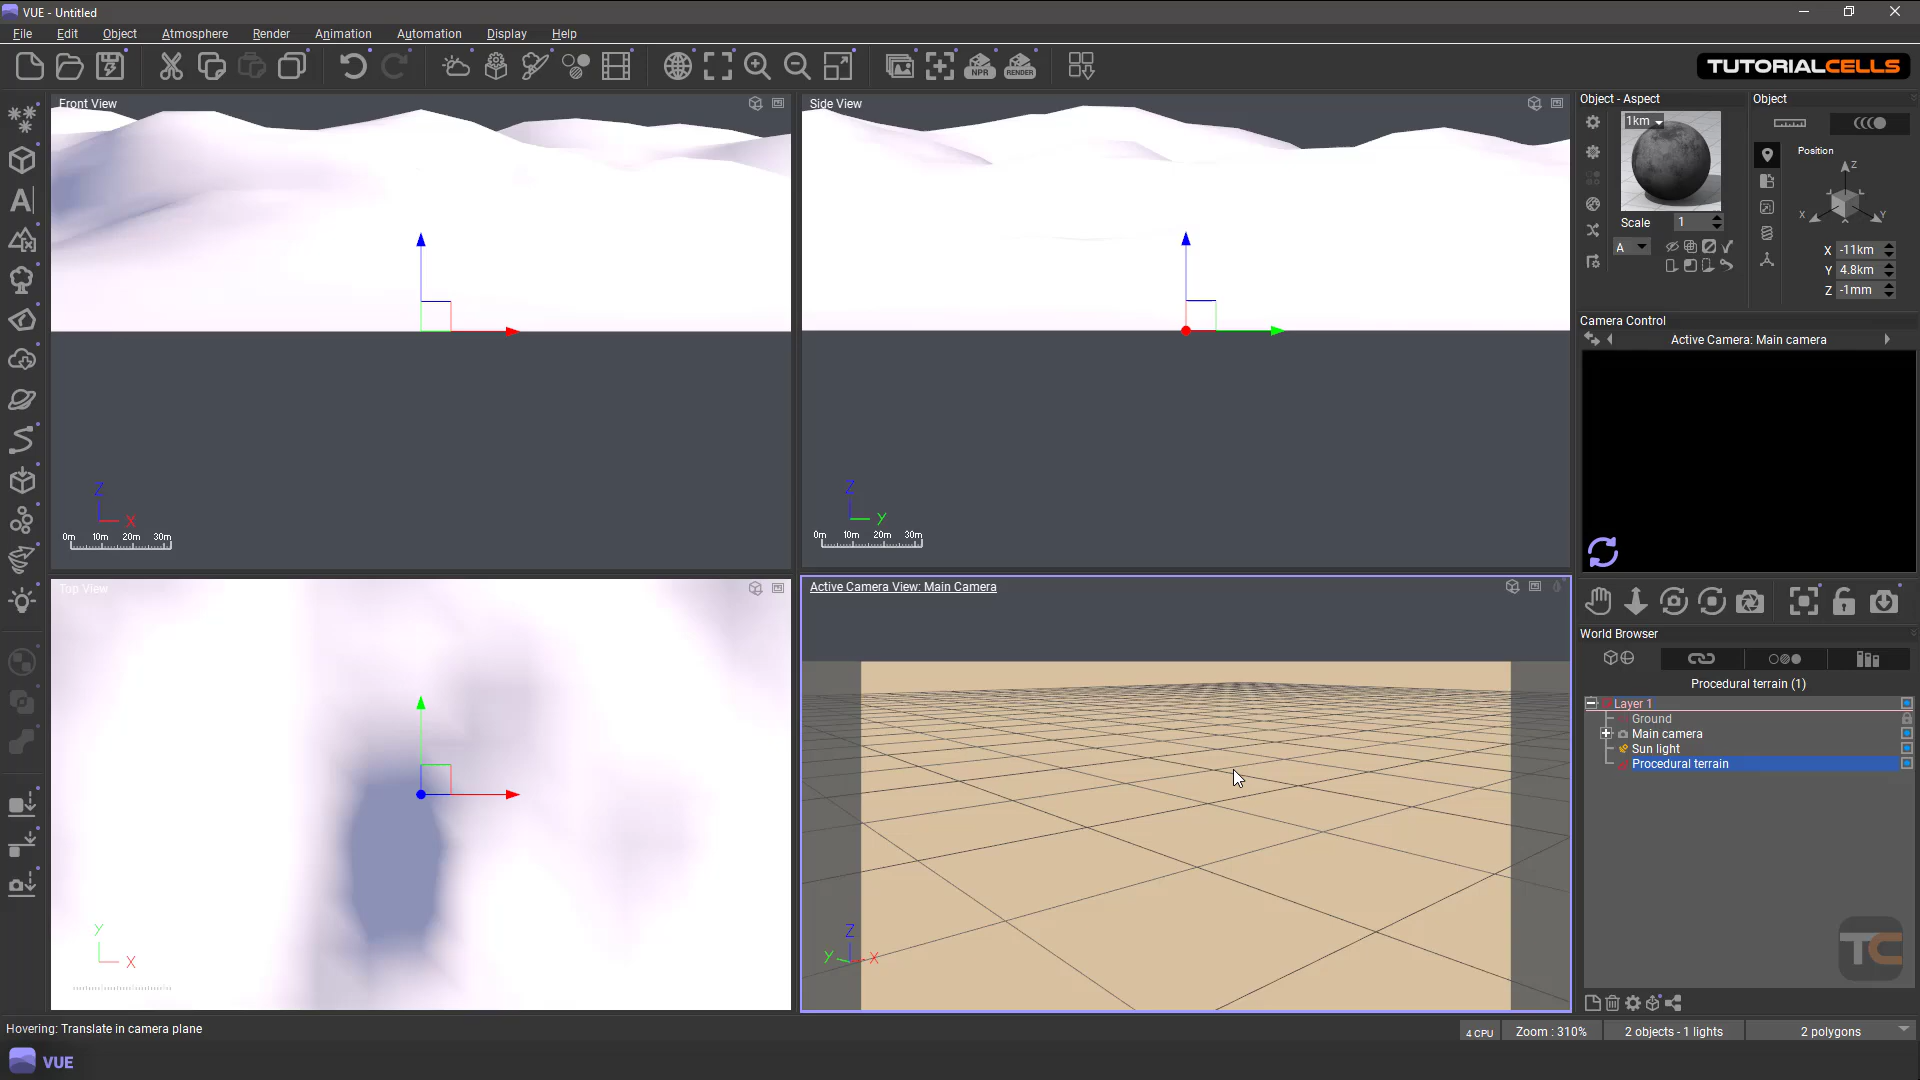 VUE - Untitled
File Edit Object Atmosphere Render Animation Automation Display Help
NPR RENDER
TUTORIALCELLS
Front View
Side View
Object - Aspect
Object
1km
Position
Z
X Y
Scale 1
A
X -11km
Y 4.8km
Z -1mm
Camera Control
Active Camera: Main camera
A
Z
X
0m 10m 20m 30m
Z
Y
0m 10m 20m 30m
Top View
Active Camera View: Main Camera
World Browser
Procedural terrain (1)
Layer 1
Ground
Main camera
Sun light
Procedural terrain
Y
X
Z
Y X
TC
Hovering: Translate in camera plane
4 CPU
Zoom : 310%
2 objects - 1 lights
2 polygons
VUE